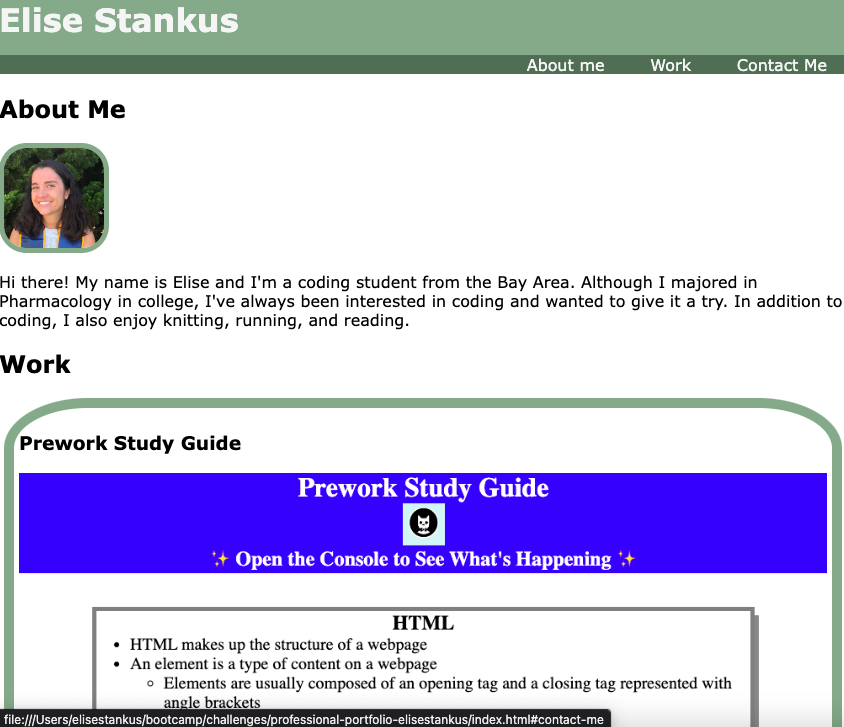 Elise Stankus
About me Work Contact Me
About Me
Hi there! My name is Elise and I'm a coding student from the Bay Area. Although I majored in
Pharmacology in college, I've always been interested in coding and wanted to give it a try. In addition to
coding, I also enjoy knitting, running, and reading.
Work
Prework Study Guide
Prework Study Guide
✨ Open the Console to See What's Happening ✨
HTML
• HTML makes up the structure of a webpage
• An element is a type of content on a webpage
◦ Elements are usually composed of an opening tag and a closing tag represented with
angle brackets
file:///Users/elisestankus/bootcamp/challenges/professional-portfolio-elisestankus/index.html#contact-me